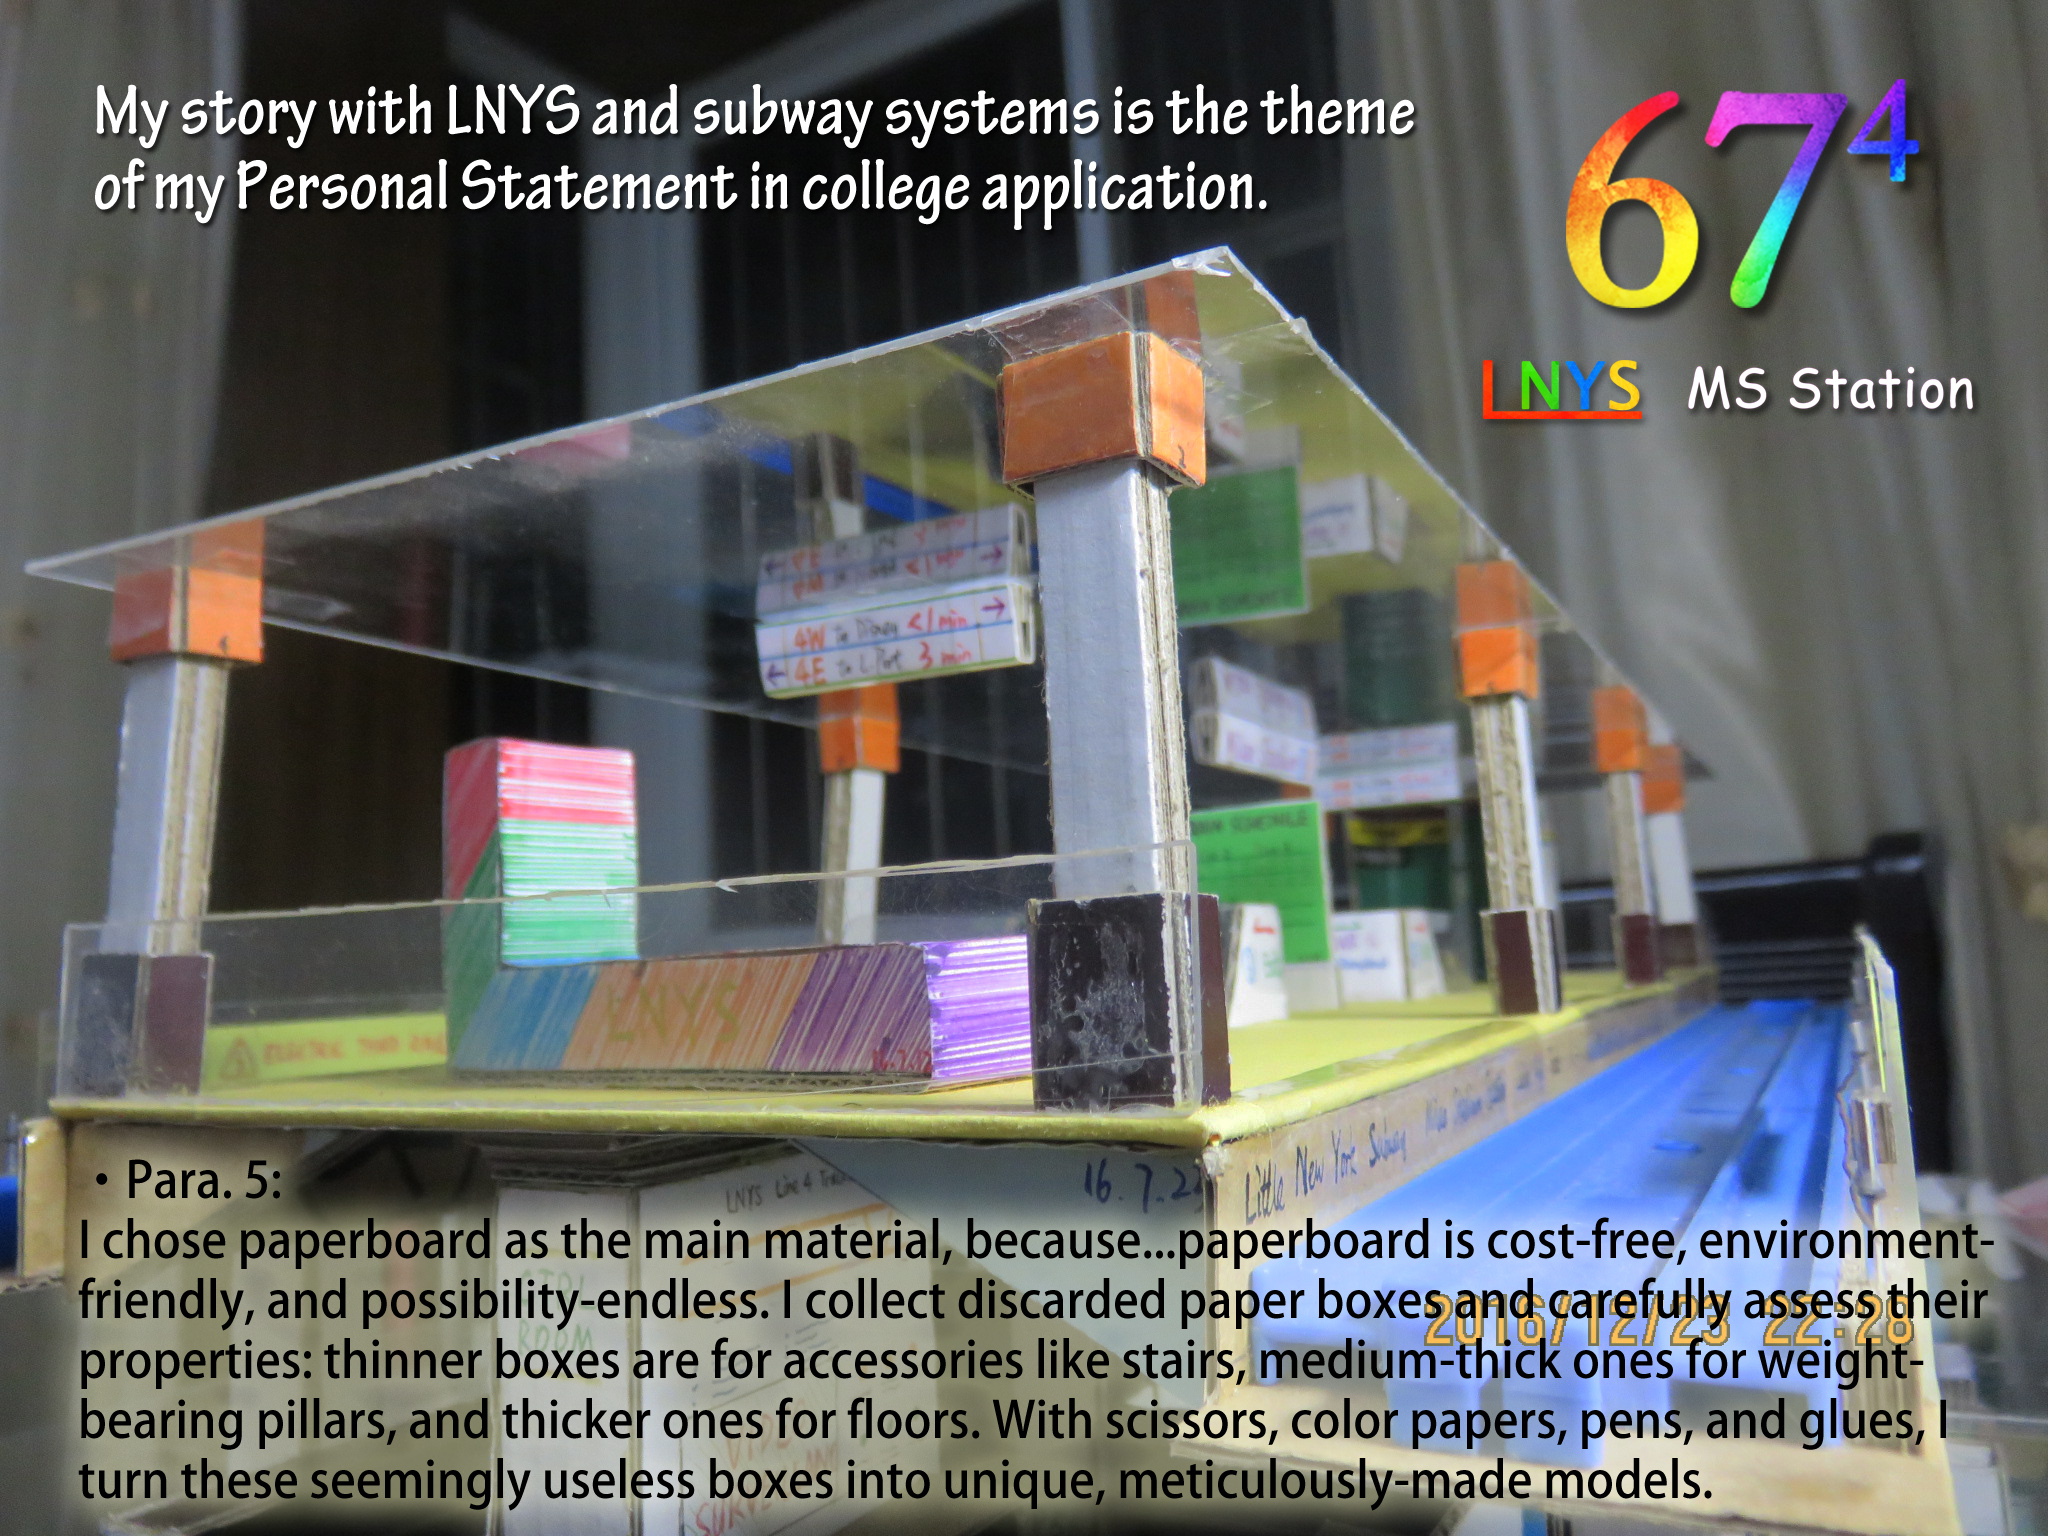 My story with LNYS and subway systems is the theme
of my Personal Statement in college application.
67⁴
LNYS MS Station
4W To Disney <1 min →
← 4E To L-Port 3 min
LNYS
16.7.22
Little New York Subway
LNYS Line 4
ROOM
• Para. 5:
I chose paperboard as the main material, because...paperboard is cost-free, environment-
friendly, and possibility-endless. I collect discarded paper boxes and carefully assess their
2016/12/23 22:28
properties: thinner boxes are for accessories like stairs, medium-thick ones for weight-
bearing pillars, and thicker ones for floors. With scissors, color papers, pens, and glues, I
turn these seemingly useless boxes into unique, meticulously-made models.